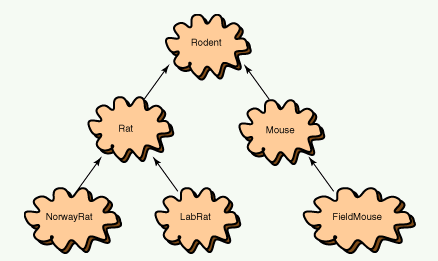 Rodent
Rat
Mouse
NorwayRat
LabRat
FieldMouse